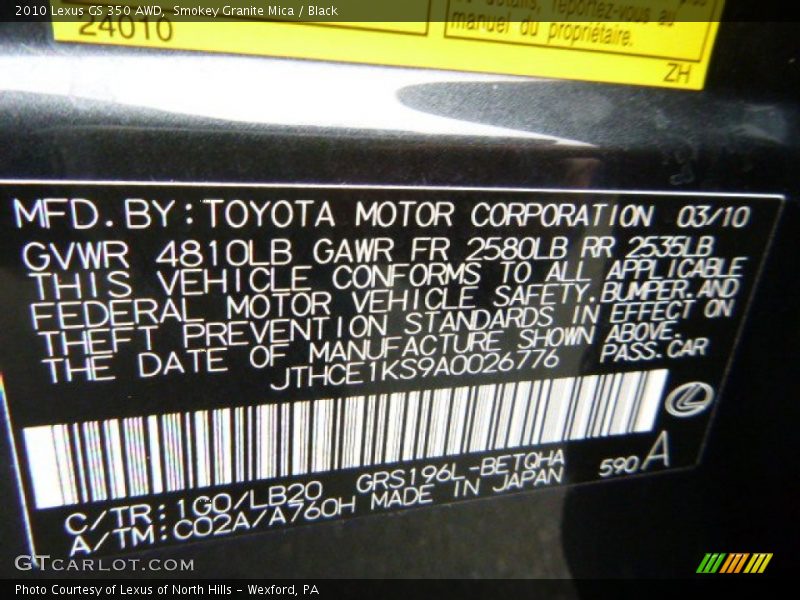 2010 Lexus GS 350 AWD, Smokey Granite Mica / Black
24010
manuel du propriétaire.
ZH
MFD. BY: TOYOTA MOTOR CORPORATION 03/10
GVWR 4810LB GAWR FR 2580LB RR 2535LB
THIS VEHICLE CONFORMS TO ALL APPLICABLE
FEDERAL MOTOR VEHICLE SAFETY, BUMPER, AND
THEFT PREVENTION STANDARDS IN EFFECT ON
THE DATE OF MANUFACTURE SHOWN ABOVE.
JTHCE1KS9A0026776 PASS. CAR
C/TR: 1G0/LB20 GRS196L-BETQHA 590 A
A/TM: C02A/A760H MADE IN JAPAN
GTCARLOT.COM
Photo Courtesy of Lexus of North Hills - Wexford, PA